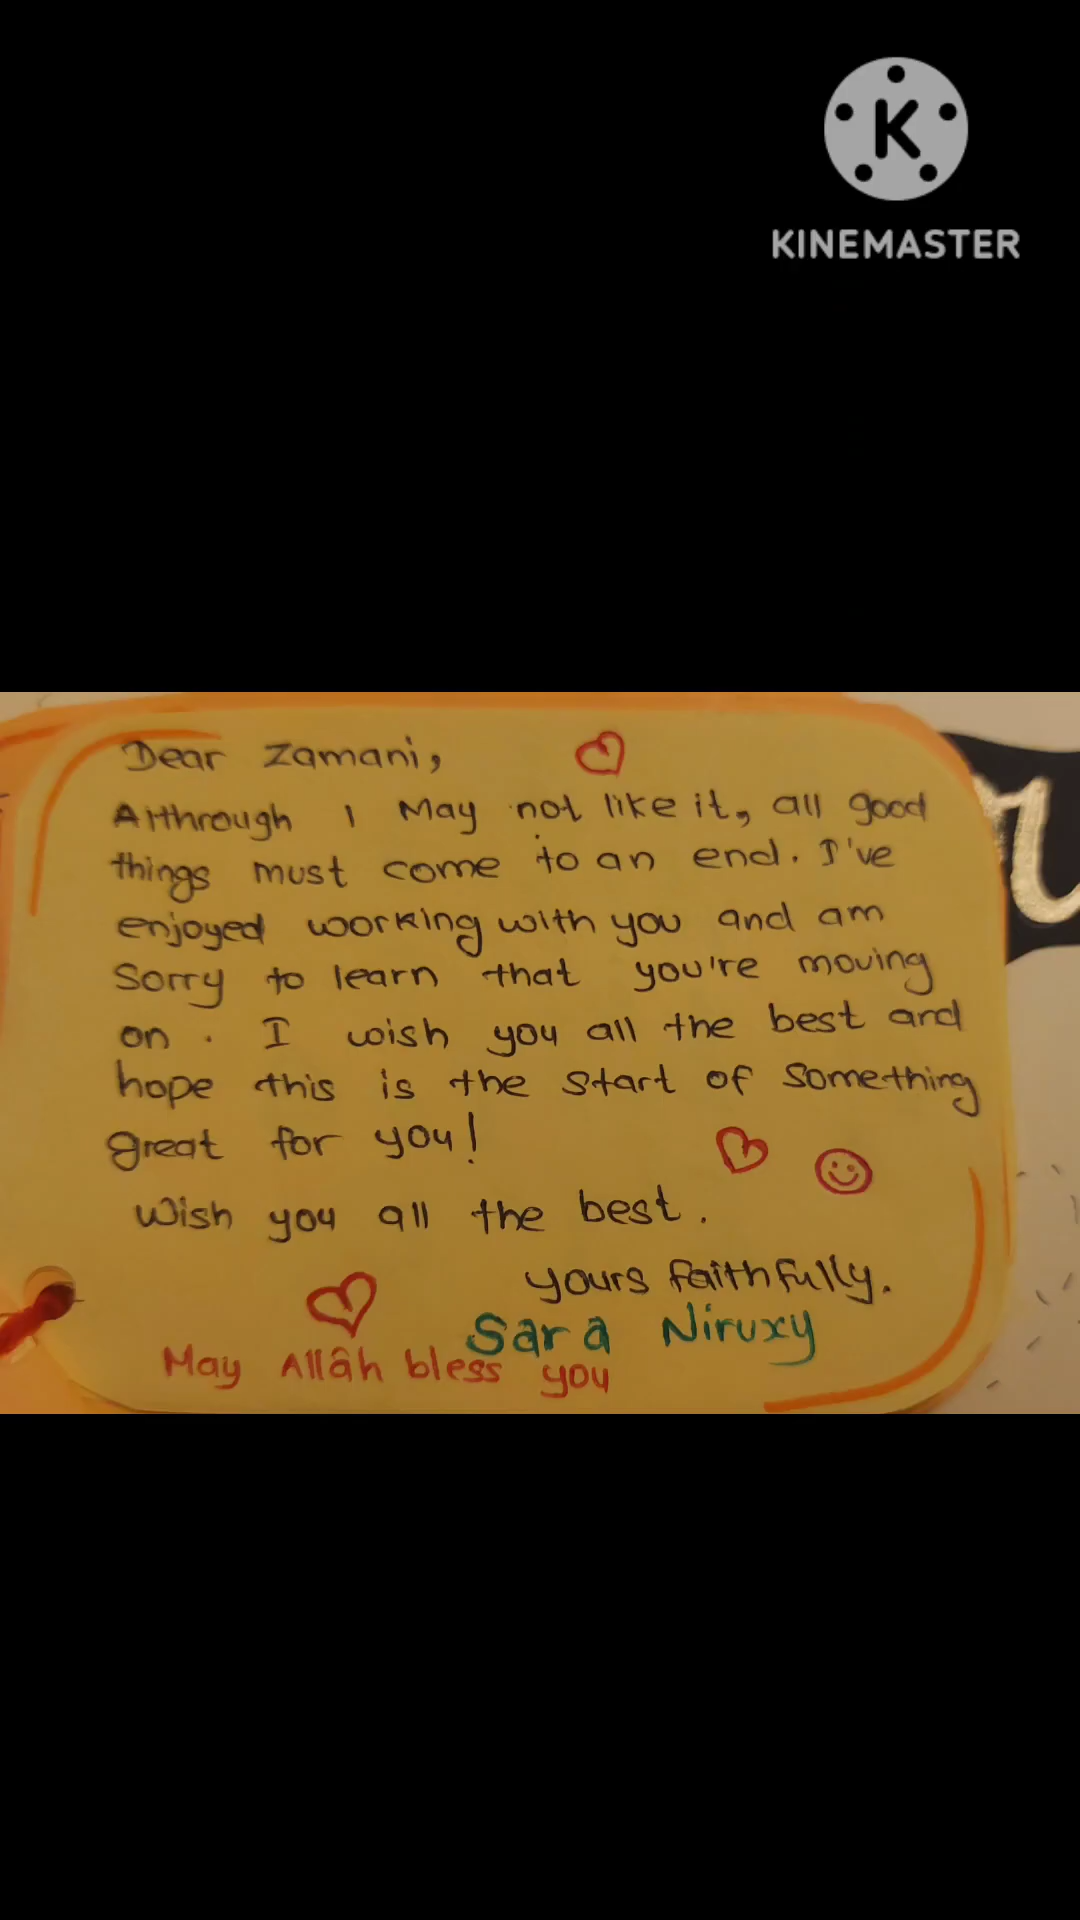 K
KINEMASTER
Dear Zamani,
Aithrough I May not like it, all good
things must come to an end. I've
enjoyed working with you and am
Sorry to learn that you're moving
on. I wish you all the best and
hope this is the start of something
great for you!
Wish you all the best.
yours faithfully.
Sara Niruxy
May Allâh bless you